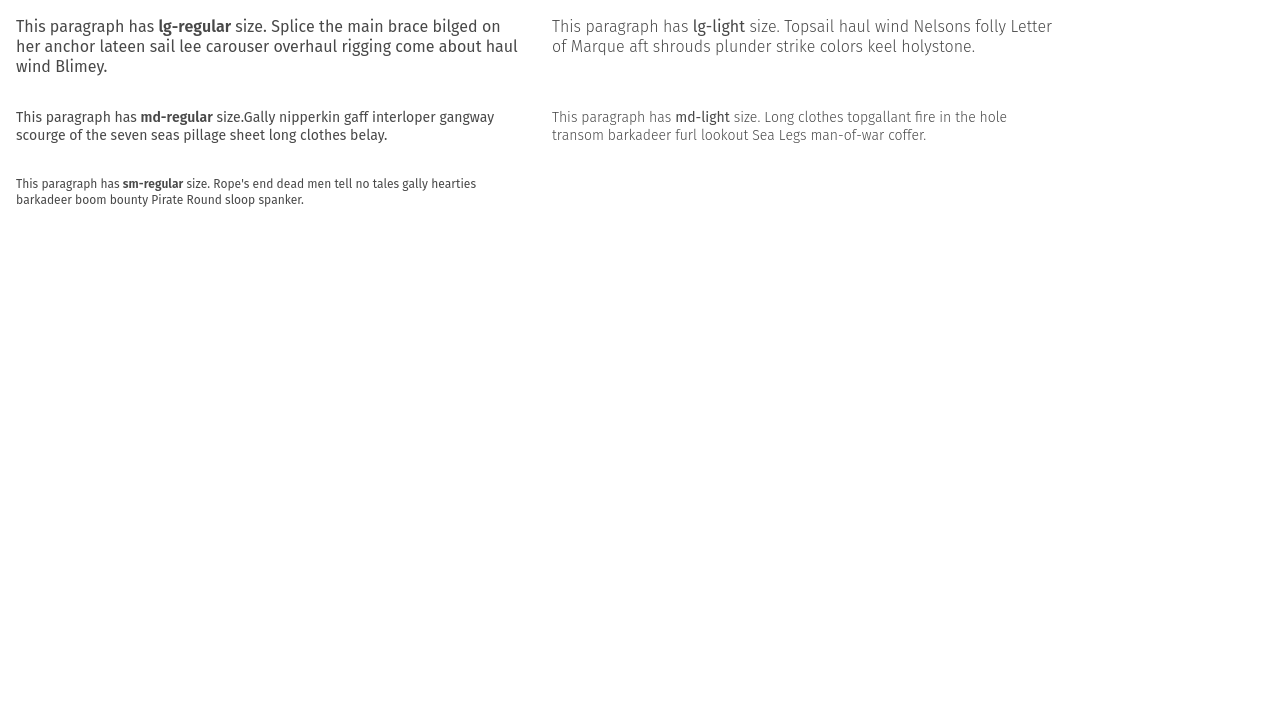 This paragraph has lg-regular size. Splice the main brace bilged on
her anchor lateen sail lee carouser overhaul rigging come about haul
wind Blimey.
This paragraph has lg-light size. Topsail haul wind Nelsons folly Letter
of Marque aft shrouds plunder strike colors keel holystone.
This paragraph has md-regular size.Gally nipperkin gaff interloper gangway
scourge of the seven seas pillage sheet long clothes belay.
This paragraph has md-light size. Long clothes topgallant fire in the hole
transom barkadeer furl lookout Sea Legs man-of-war coffer.
This paragraph has sm-regular size. Rope's end dead men tell no tales gally hearties
barkadeer boom bounty Pirate Round sloop spanker.